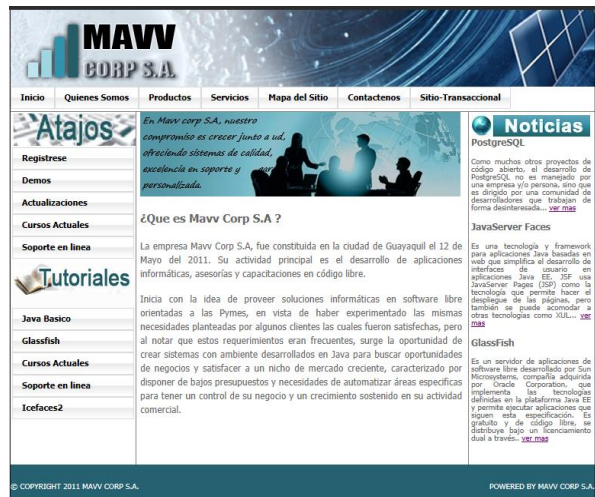 MAVV
CORP S.A.
Inicio Quienes Somos Productos Servicios Mapa del Sitio Contactenos Sitio-Transaccional
Atajos
Registrese
Demos
Actualizaciones
Cursos Actuales
Soporte en linea
Tutoriales
Java Basico
Glassfish
Cursos Actuales
Soporte en linea
Icefaces2
En Mavv corp S.A, nuestro
compromiso es crecer junto a ud,
ofreciendo sistemas de calidad,
excelencia en soporte y
personalizada.
¿Que es Mavv Corp S.A ?
La empresa Mavv Corp S.A, fue constituida en la ciudad de Guayaquil el 12 de
Mayo del 2011. Su actividad principal es el desarrollo de aplicaciones
informáticas, asesorías y capacitaciones en código libre.
Inicia con la idea de proveer soluciones informáticas en software libre
orientadas a las Pymes, en vista de haber experimentado las mismas
necesidades planteadas por algunos clientes las cuales fueron satisfechas, pero
al notar que estos requerimientos eran frecuentes, surge la oportunidad de
crear sistemas con ambiente desarrollados en Java para buscar oportunidades
de negocios y satisfacer a un nicho de mercado creciente, caracterizado por
disponer de bajos presupuestos y necesidades de automatizar áreas especificas
para tener un control de su negocio y un crecimiento sostenido en su actividad
comercial.
Noticias
PostgreSQL
Como muchos otros proyectos de
código abierto, el desarrollo de
PostgreSQL no es manejado por
una empresa y/o persona, sino que
es dirigido por una comunidad de
desarrolladores que trabajan de
forma desinteresada... ver mas
JavaServer Faces
Es una tecnología y framework
para aplicaciones Java basadas en
web que simplifica el desarrollo de
interfaces de usuario en
aplicaciones Java EE. JSF usa
JavaServer Pages (JSP) como la
tecnología que permite hacer el
despliegue de las páginas, pero
también se puede acomodar a
otras tecnologías como XUL... ver
mas
GlassFish
Es un servidor de aplicaciones de
software libre desarrollado por Sun
Microsystems, compañía adquirida
por Oracle Corporation, que
implementa las tecnologías
definidas en la plataforma Java EE
y permite ejecutar aplicaciones que
siguen esta especificación. Es
gratuito y de código libre, se
distribuye bajo un licenciamiento
dual a través.. ver mas
© COPYRIGHT 2011 MAVV CORP S.A.
POWERED BY MAVV CORP S.A.